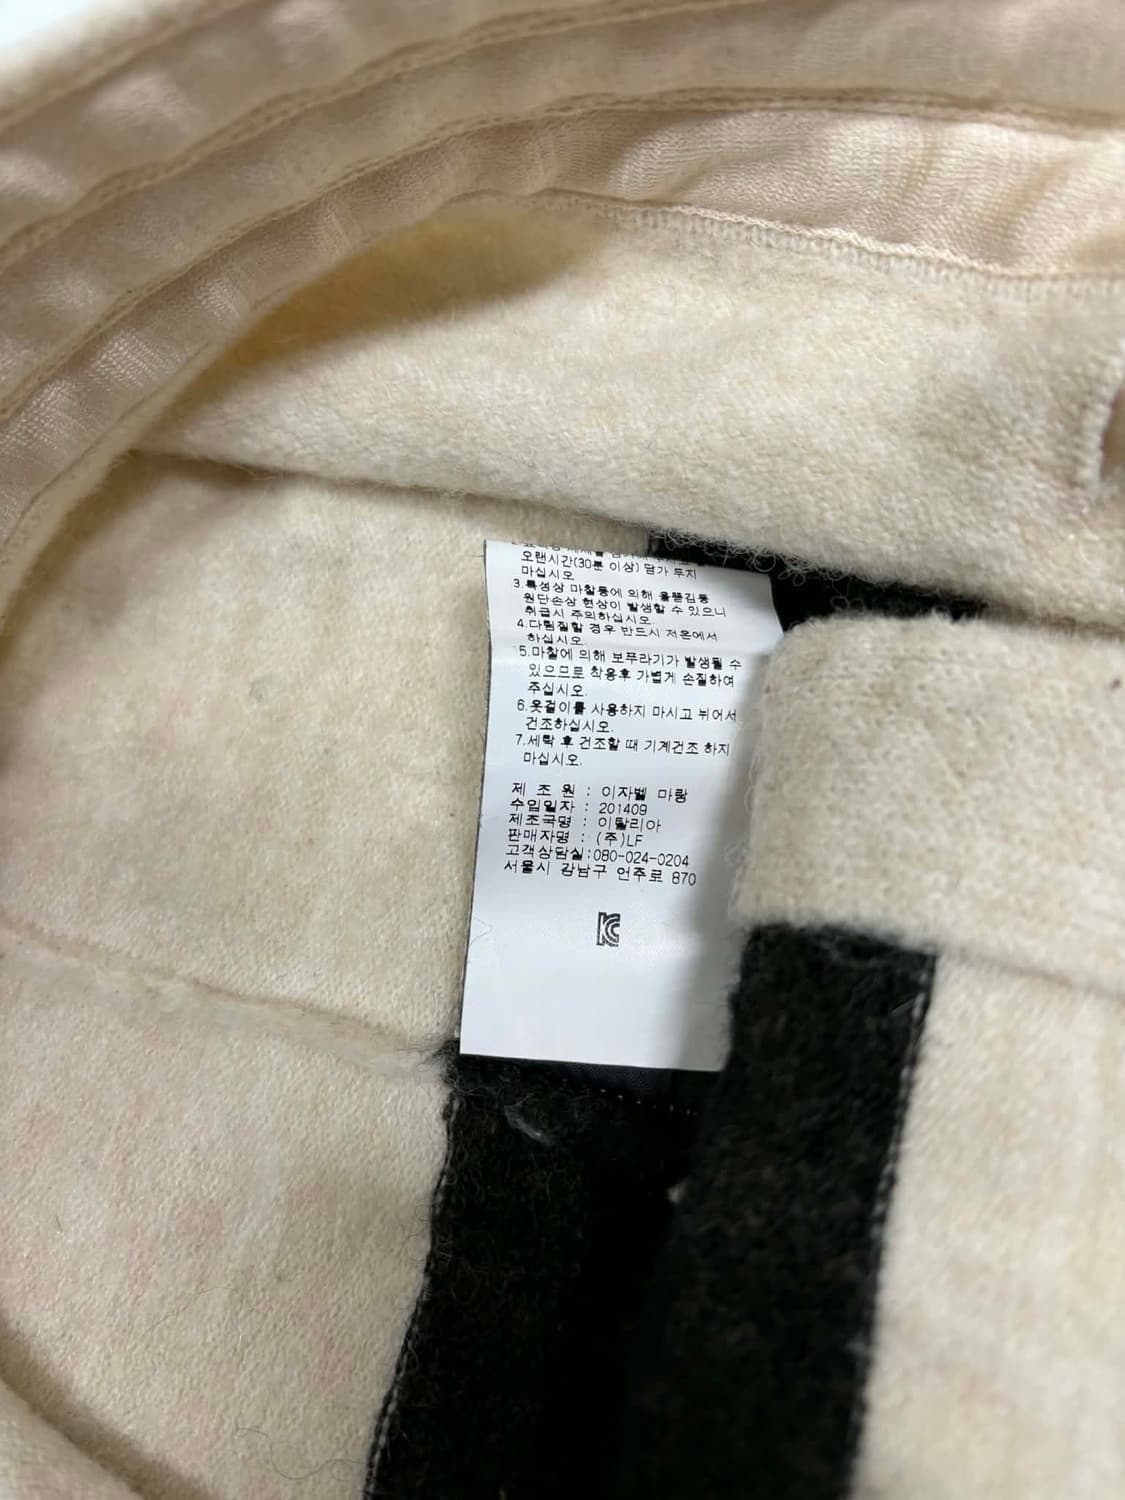 오랜시간(30분 이상) 담가 두지
마십시오
3.특성상 마찰등에 의해 올뜯김등
원단손상 현상이 발생할 수 있으니
취급시 주의하십시오.
4.다림질할 경우 반드시 저온에서
하십시오.
5.마찰에 의해 보푸라기가 발생될 수
있으므로 착용후 가볍게 손질하여
주십시오.
6.옷걸이를 사용하지 마시고 뉘어서
건조하십시오.
7.세탁 후 건조할 때 기계건조 하지
마십시오.
제 조 원 : 이자벨 마랑
수입일자 : 201409
제조국명 : 이탈리아
판매자명 : (주)LF
고객상담실:080-024-0204
서울시 강남구 언주로 870
KC